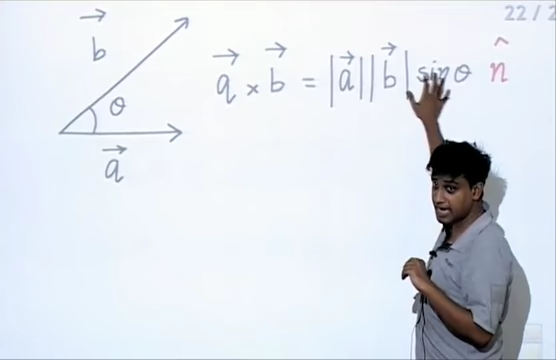 22 / 2
b⃗
θ
a⃗
a⃗ × b⃗ = |a⃗||b⃗| sinθ n̂